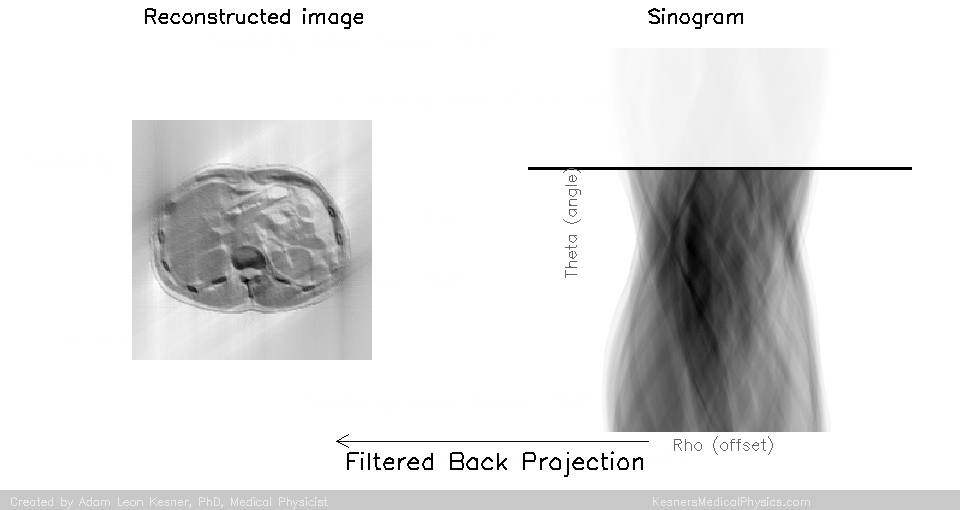 Reconstructed image
Sinogram
Theta (angle)
Rho (offset)
Filtered Back Projection
Created by Adam Leon Kesner, PhD, Medical Physicist
KesnersMedicalPhysics.com